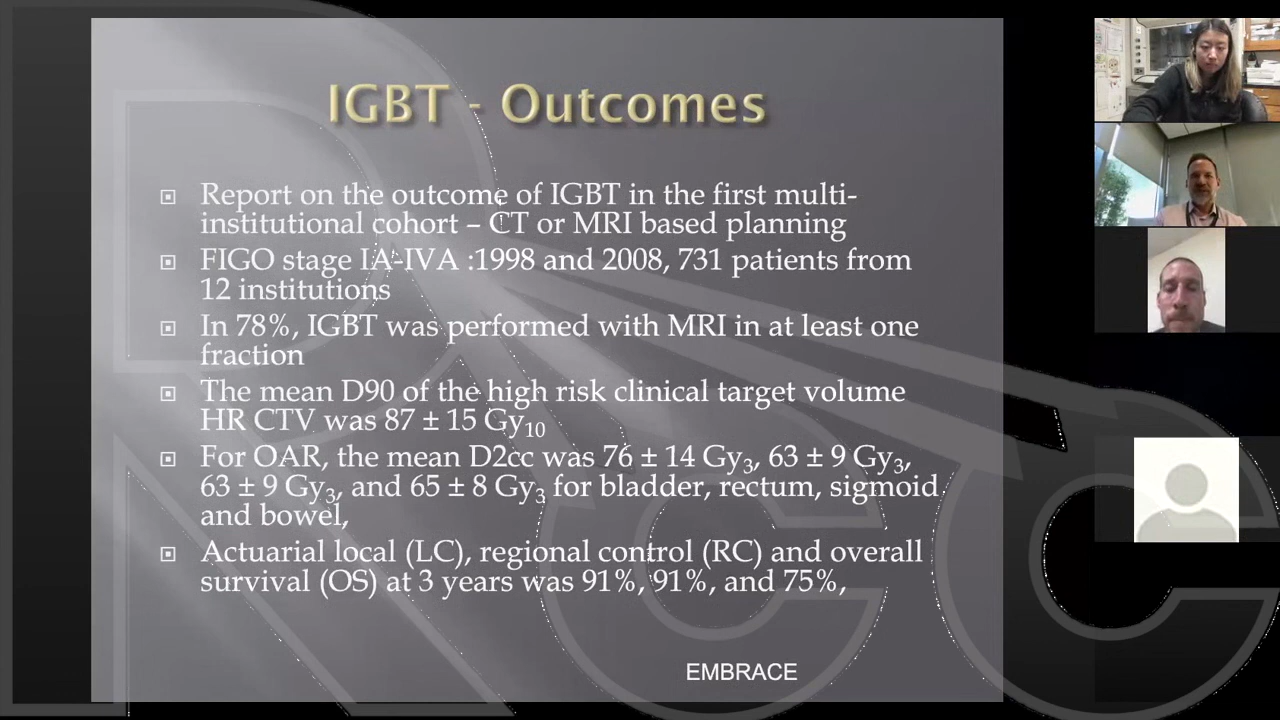 IGBT - Outcomes
Report on the outcome of IGBT in the first multi-
institutional cohort – CT or MRI based planning
FIGO stage IA-IVA :1998 and 2008, 731 patients from
12 institutions
In 78%, IGBT was performed with MRI in at least one
fraction
The mean D90 of the high risk clinical target volume
HR CTV was 87 ± 15 Gy₁₀
For OAR, the mean D2cc was 76 ± 14 Gy₃, 63 ± 9 Gy₃,
63 ± 9 Gy₃, and 65 ± 8 Gy₃ for bladder, rectum, sigmoid
and bowel,
Actuarial local (LC), regional control (RC) and overall
survival (OS) at 3 years was 91%, 91%, and 75%,
EMBRACE
RCC